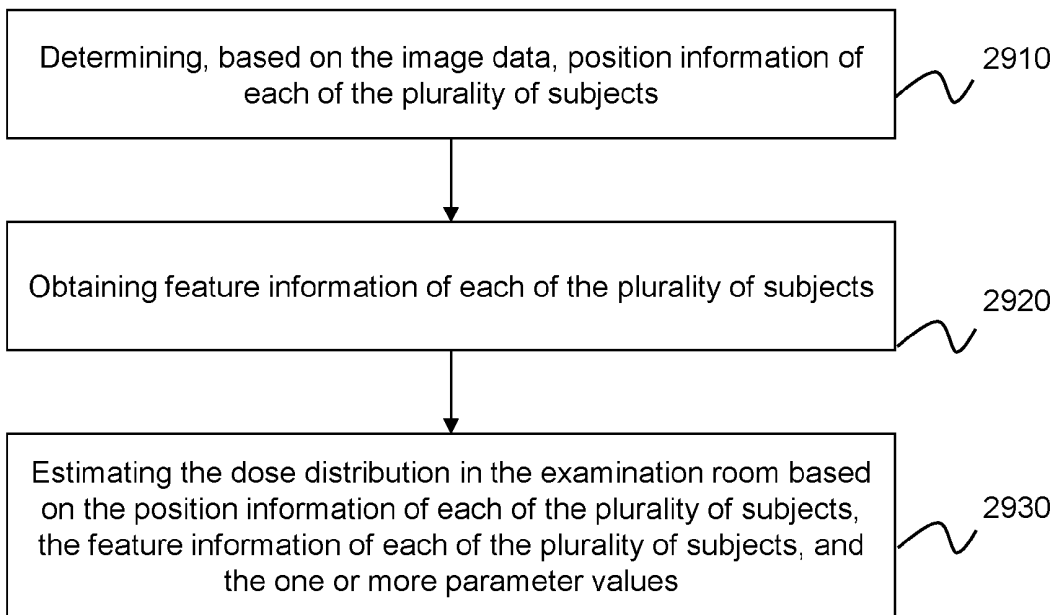 Determining, based on the image data, position information of
each of the plurality of subjects
2910
Obtaining feature information of each of the plurality of subjects
2920
Estimating the dose distribution in the examination room based
on the position information of each of the plurality of subjects,
the feature information of each of the plurality of subjects, and
the one or more parameter values
2930